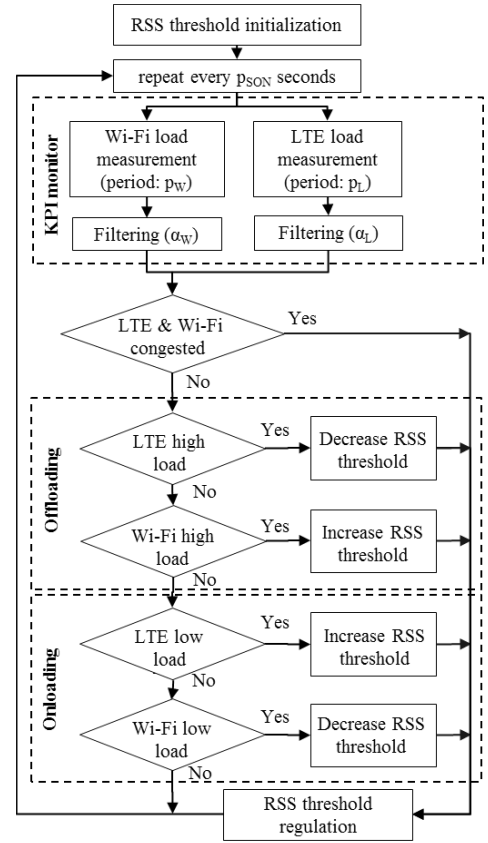 RSS threshold initialization
repeat every pSON seconds
KPI monitor
Wi-Fi load
measurement
(period: pW)
LTE load
measurement
(period: pL)
Filtering (αW)
Filtering (αL)
LTE & Wi-Fi
congested
Yes
No
Offloading
LTE high
load
Yes
Decrease RSS
threshold
No
Wi-Fi high
load
Yes
Increase RSS
threshold
No
Onloading
LTE low
load
Yes
Increase RSS
threshold
No
Wi-Fi low
load
Yes
Decrease RSS
threshold
No
RSS threshold
regulation